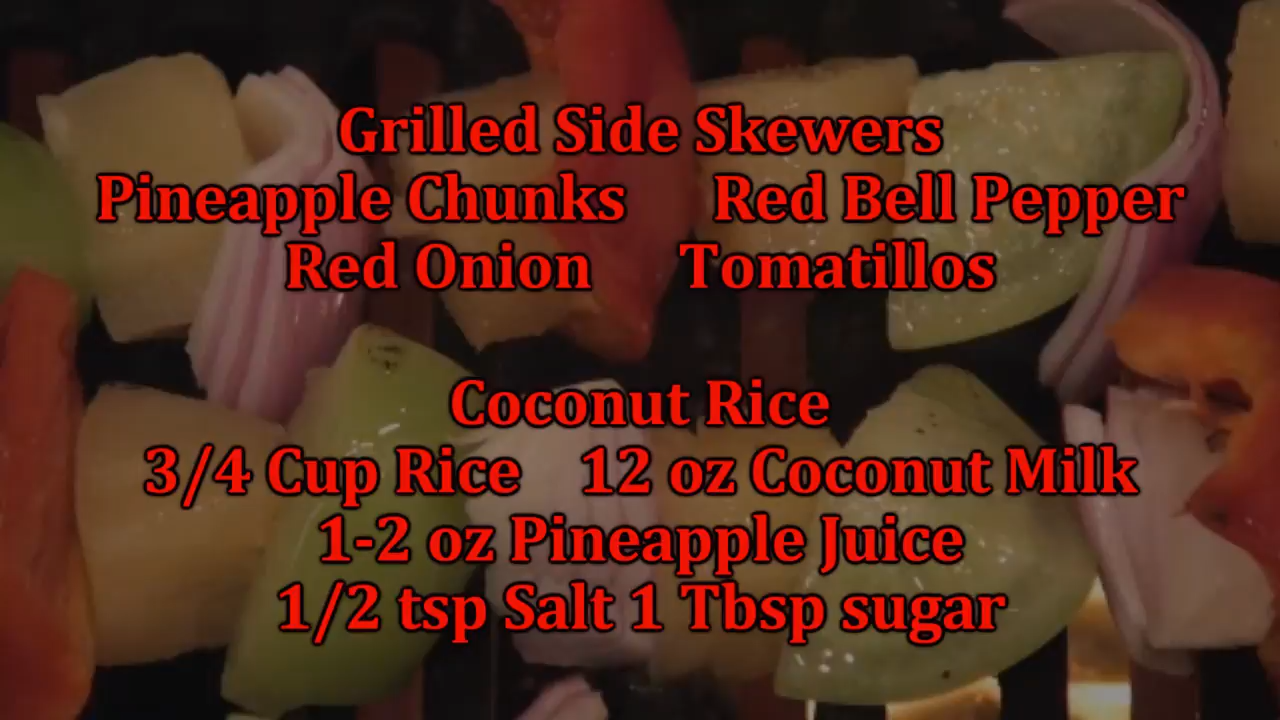 Grilled Side Skewers
Pineapple Chunks Red Bell Pepper
Red Onion Tomatillos
Coconut Rice
3/4 Cup Rice 12 oz Coconut Milk
1-2 oz Pineapple Juice
1/2 tsp Salt 1 Tbsp sugar